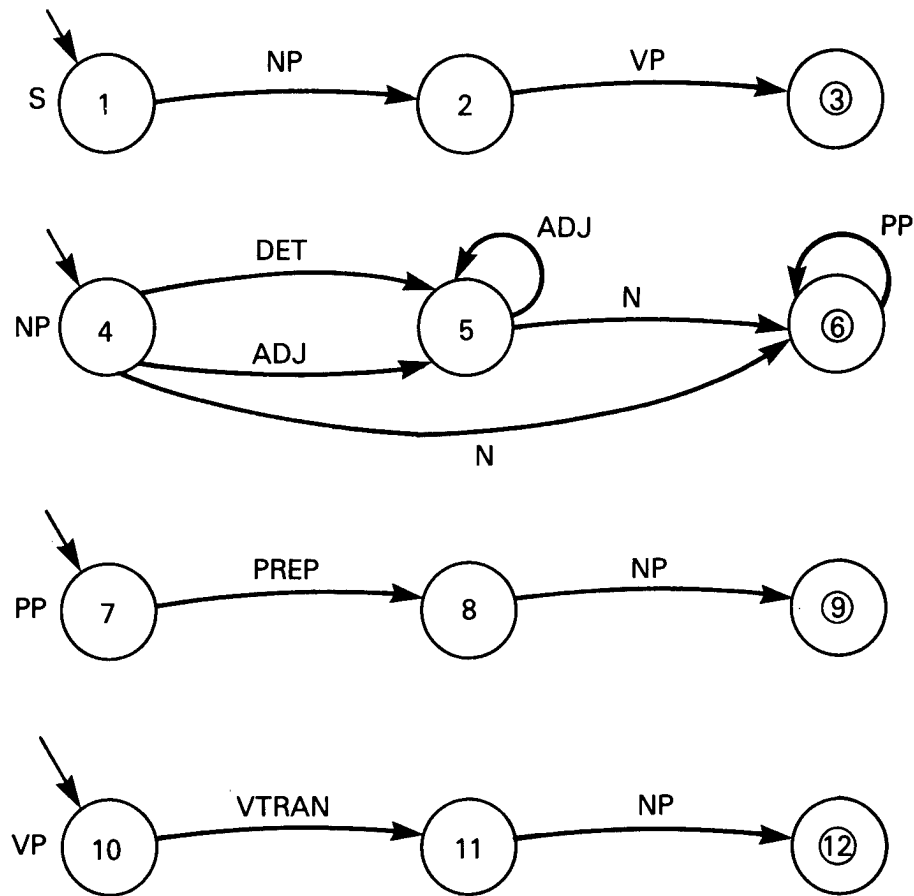 NP VP
S 1 2 3
ADJ PP
DET
N
NP 4 5 6
ADJ
N
PREP NP
PP 7 8 9
VTRAN NP
VP 10 11 12